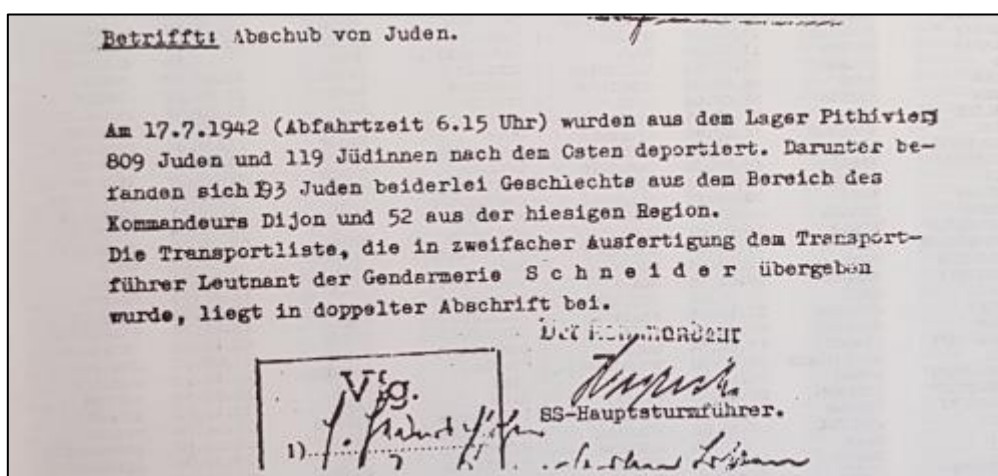 Betrifft: Abschub von Juden.
Am 17.7.1942 (Abfahrtzeit 6.15 Uhr) wurden aus dem Lager Pithiviers
809 Juden und 119 Jüdinnen nach dem Osten deportiert. Darunter be-
fanden sich 193 Juden beiderlei Geschlechts aus dem Bereich des
Kommandeurs Dijon und 52 aus der hiesigen Region.
Die Transportliste, die in zweifacher Ausfertigung dem Transport-
führer Leutnant der Gendarmerie S c h n e i d e r übergeben
wurde, liegt in doppelter Abschrift bei.
Der Kommandeur
SS-Hauptsturmführer.
Vfg.
1)